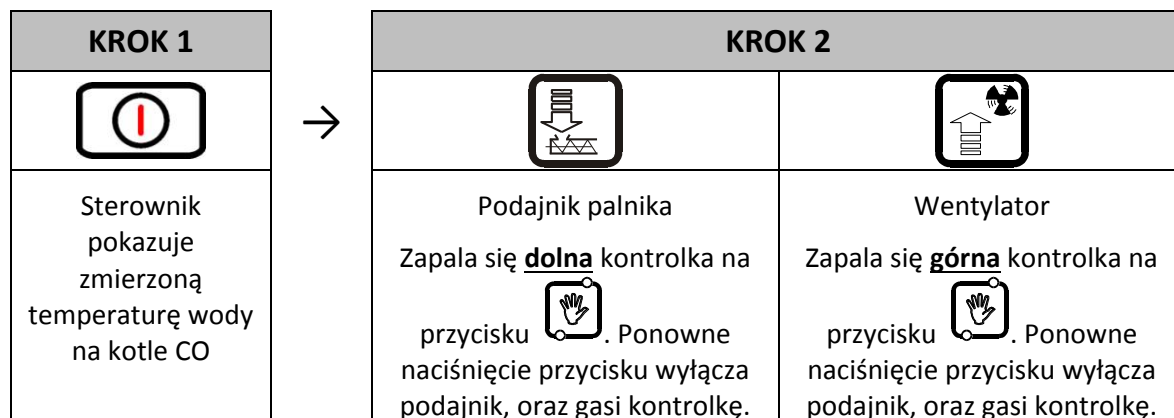 KROK 1
KROK 2
Sterownik
pokazuje
zmierzoną
temperaturę wody
na kotle CO
Podajnik palnika
Zapala się dolna kontrolka na
przycisku . Ponowne
naciśnięcie przycisku wyłącza
podajnik, oraz gasi kontrolkę.
Wentylator
Zapala się górna kontrolka na
przycisku . Ponowne
naciśnięcie przycisku wyłącza
podajnik, oraz gasi kontrolkę.